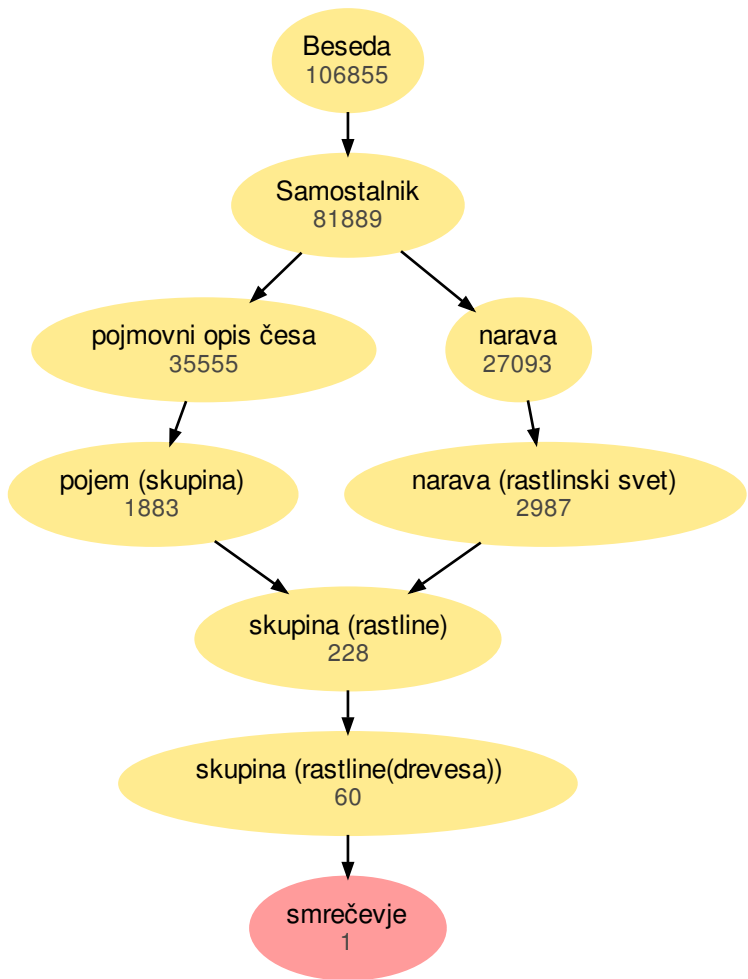 Beseda
106855
Samostalnik
81889
pojmovni opis česa
35555
narava
27093
pojem (skupina)
1883
narava (rastlinski svet)
2987
skupina (rastline)
228
skupina (rastline(drevesa))
60
smrečevje
1